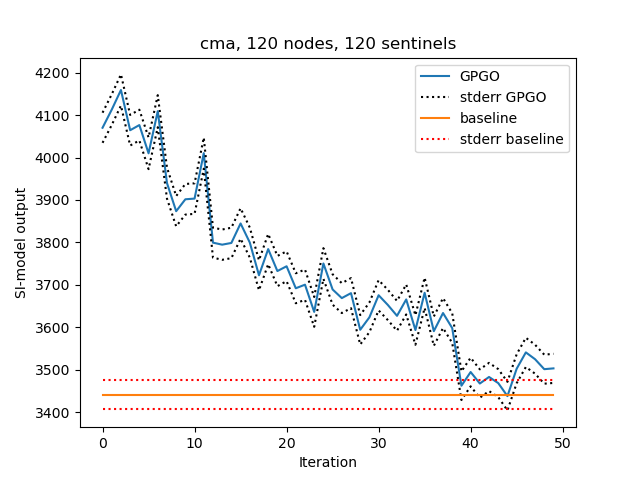 cma, 120 nodes, 120 sentinels
GPGO
stderr GPGO
baseline
stderr baseline
SI-model output
4200
4100
4000
3900
3800
3700
3600
3500
3400
0 10 20 30 40 50
Iteration